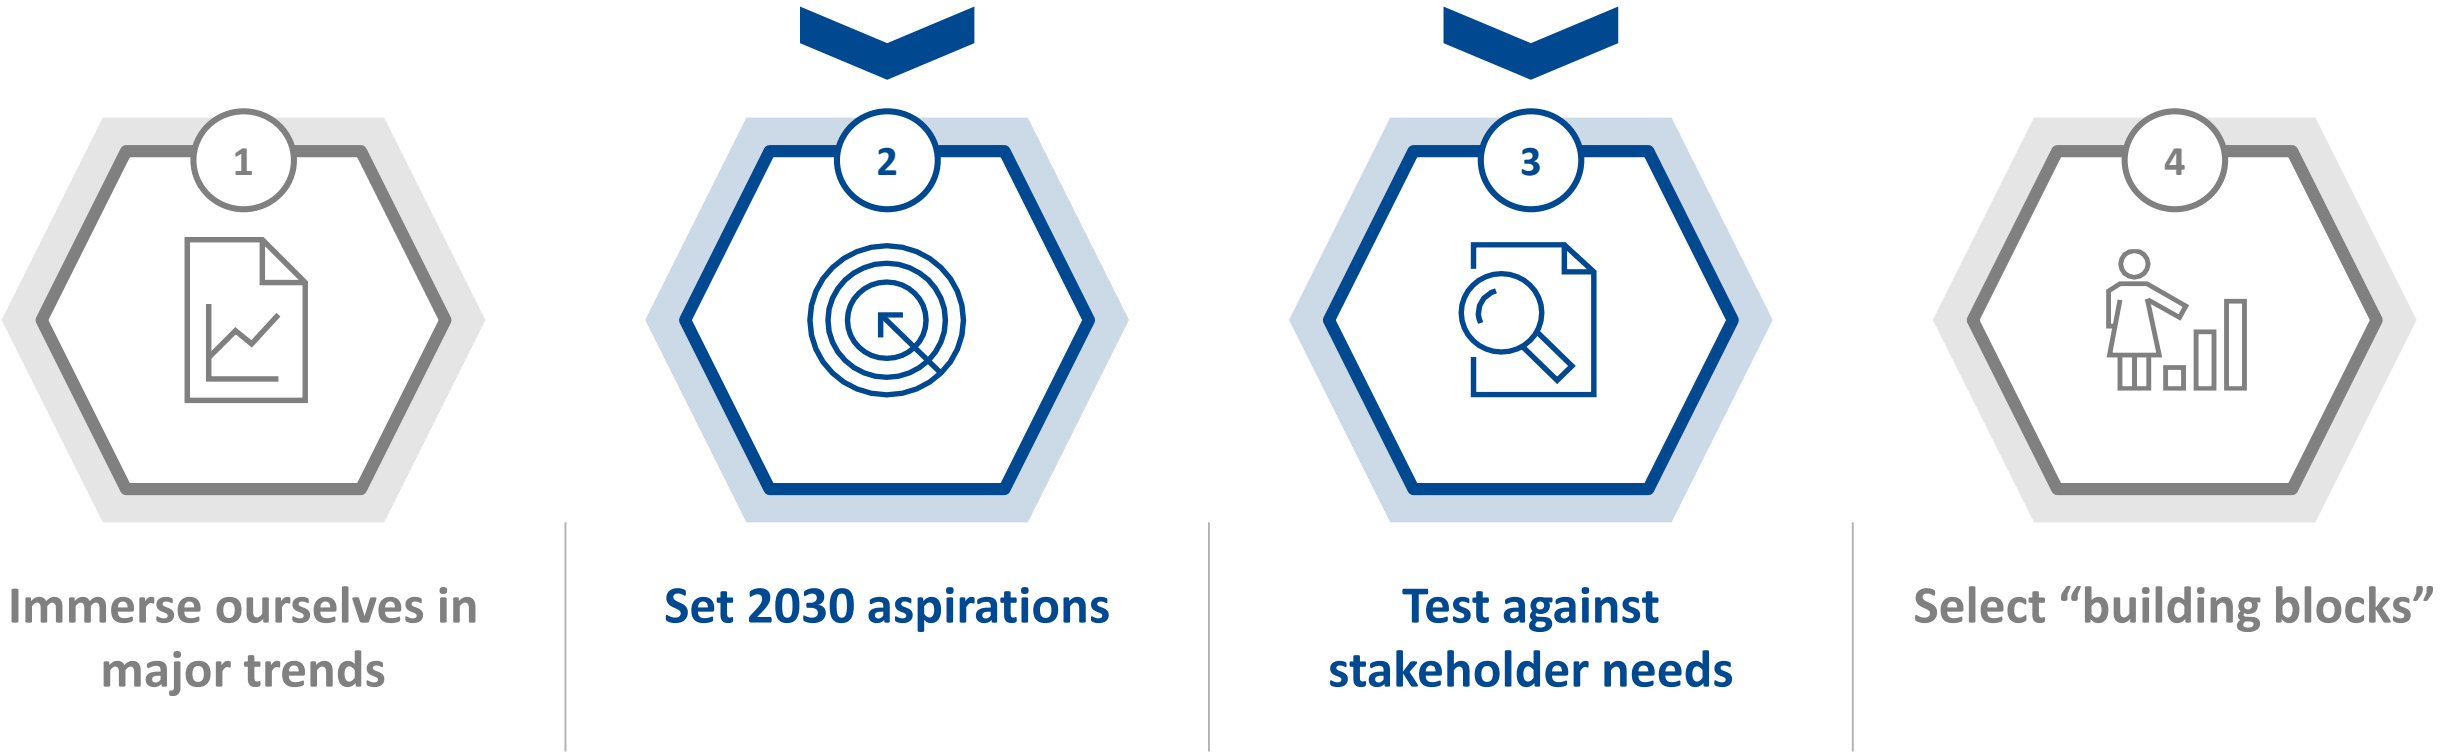 1
2
3
4
Immerse ourselves in
major trends
Set 2030 aspirations
Test against
stakeholder needs
Select “building blocks”